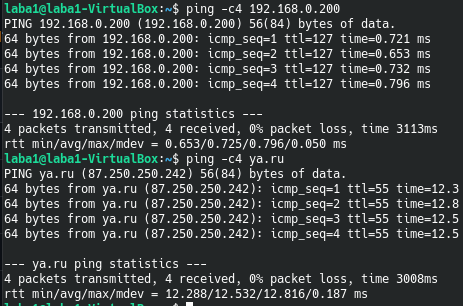 laba1@laba1-VirtualBox:~$ ping -c4 192.168.0.200
PING 192.168.0.200 (192.168.0.200) 56(84) bytes of data.
64 bytes from 192.168.0.200: icmp_seq=1 ttl=127 time=0.721 ms
64 bytes from 192.168.0.200: icmp_seq=2 ttl=127 time=0.653 ms
64 bytes from 192.168.0.200: icmp_seq=3 ttl=127 time=0.732 ms
64 bytes from 192.168.0.200: icmp_seq=4 ttl=127 time=0.796 ms
--- 192.168.0.200 ping statistics ---
4 packets transmitted, 4 received, 0% packet loss, time 3113ms
rtt min/avg/max/mdev = 0.653/0.725/0.796/0.050 ms
laba1@laba1-VirtualBox:~$ ping -c4 ya.ru
PING ya.ru (87.250.250.242) 56(84) bytes of data.
64 bytes from ya.ru (87.250.250.242): icmp_seq=1 ttl=55 time=12.3
64 bytes from ya.ru (87.250.250.242): icmp_seq=2 ttl=55 time=12.8
64 bytes from ya.ru (87.250.250.242): icmp_seq=3 ttl=55 time=12.5
64 bytes from ya.ru (87.250.250.242): icmp_seq=4 ttl=55 time=12.5
--- ya.ru ping statistics ---
4 packets transmitted, 4 received, 0% packet loss, time 3008ms
rtt min/avg/max/mdev = 12.288/12.532/12.816/0.187 ms
laba1@laba1-VirtualBox:~$